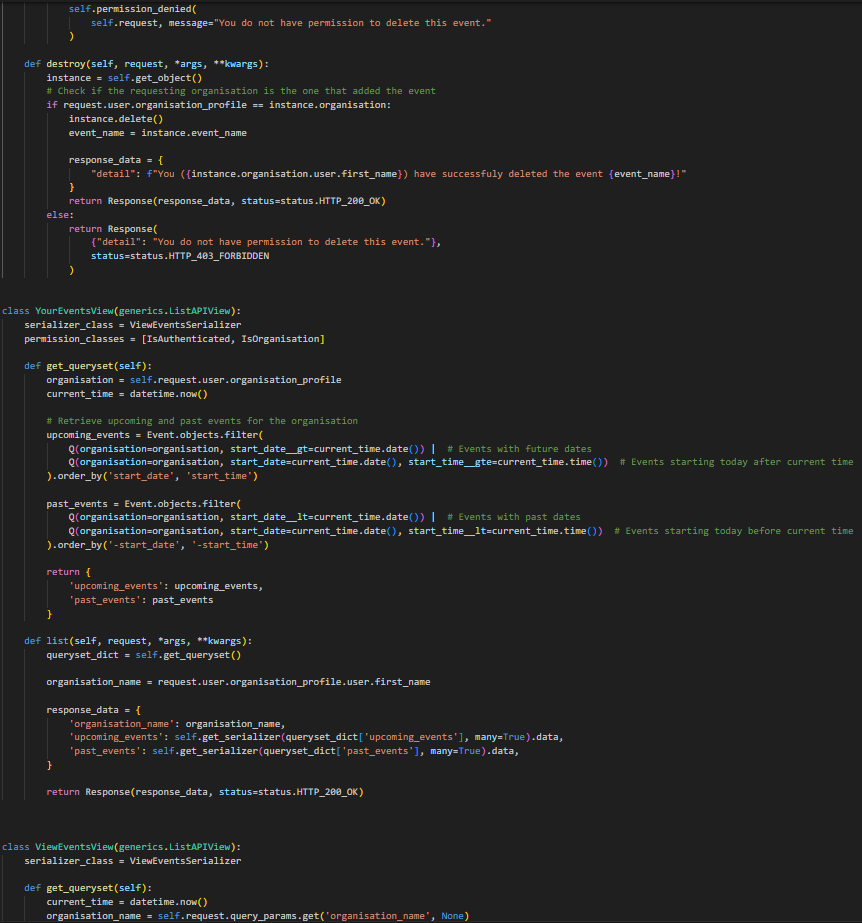 self.permission_denied(
self.request, message="You do not have permission to delete this event."
)
def destroy(self, request, *args, **kwargs):
instance = self.get_object()
# Check if the requesting organisation is the one that added the event
if request.user.organisation_profile == instance.organisation:
instance.delete()
event_name = instance.event_name
response_data = {
"detail": f"You ({instance.organisation.user.first_name}) have successfuly deleted the event {event_name}!"
}
return Response(response_data, status=status.HTTP_200_OK)
else:
return Response(
{"detail": "You do not have permission to delete this event."},
status=status.HTTP_403_FORBIDDEN
)
class YourEventsView(generics.ListAPIView):
serializer_class = ViewEventsSerializer
permission_classes = [IsAuthenticated, IsOrganisation]
def get_queryset(self):
organisation = self.request.user.organisation_profile
current_time = datetime.now()
# Retrieve upcoming and past events for the organisation
upcoming_events = Event.objects.filter(
Q(organisation=organisation, start_date__gt=current_time.date()) | # Events with future dates
Q(organisation=organisation, start_date=current_time.date(), start_time__gte=current_time.time()) # Events starting today after current time
).order_by('start_date', 'start_time')
past_events = Event.objects.filter(
Q(organisation=organisation, start_date__lt=current_time.date()) | # Events with past dates
Q(organisation=organisation, start_date=current_time.date(), start_time__lt=current_time.time()) # Events starting today before current time
).order_by('-start_date', '-start_time')
return {
'upcoming_events': upcoming_events,
'past_events': past_events
}
def list(self, request, *args, **kwargs):
queryset_dict = self.get_queryset()
organisation_name = request.user.organisation_profile.user.first_name
response_data = {
'organisation_name': organisation_name,
'upcoming_events': self.get_serializer(queryset_dict['upcoming_events'], many=True).data,
'past_events': self.get_serializer(queryset_dict['past_events'], many=True).data,
}
return Response(response_data, status=status.HTTP_200_OK)
class ViewEventsView(generics.ListAPIView):
serializer_class = ViewEventsSerializer
def get_queryset(self):
current_time = datetime.now()
organisation_name = self.request.query_params.get('organisation_name', None)